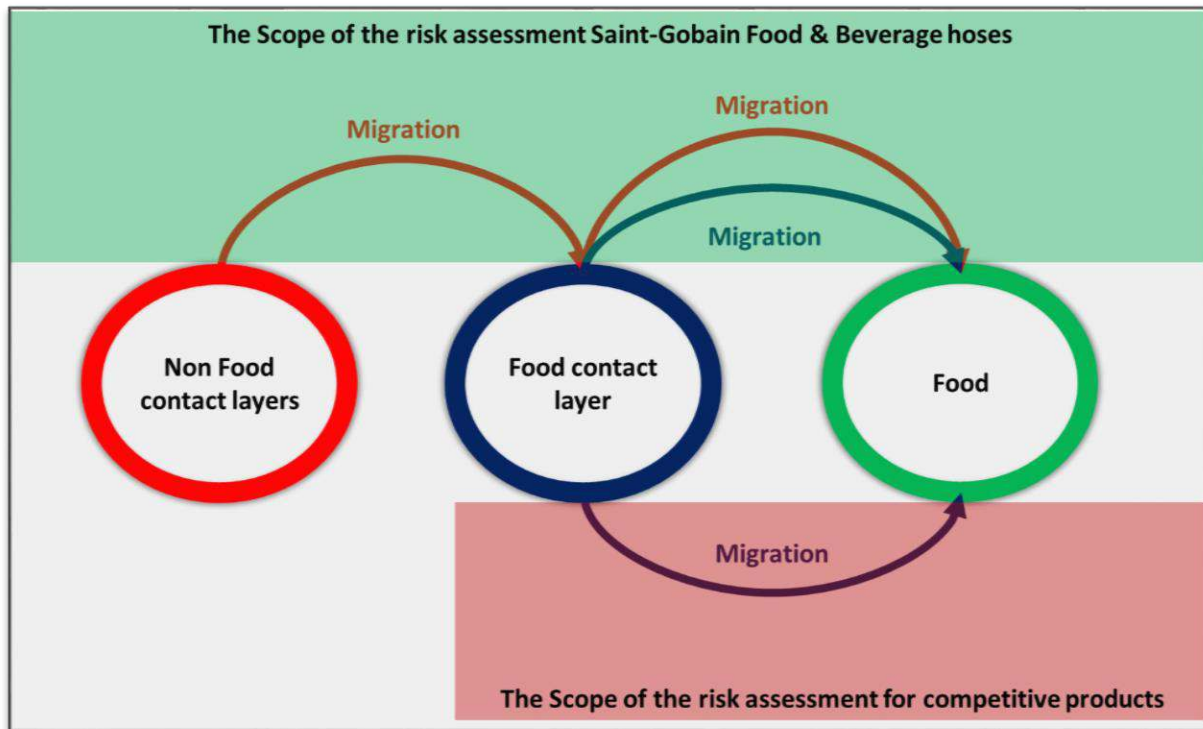 The Scope of the risk assessment Saint-Gobain Food & Beverage hoses
Migration
Migration
Migration
Non Food
contact layers
Food contact
layer
Food
Migration
The Scope of the risk assessment for competitive products